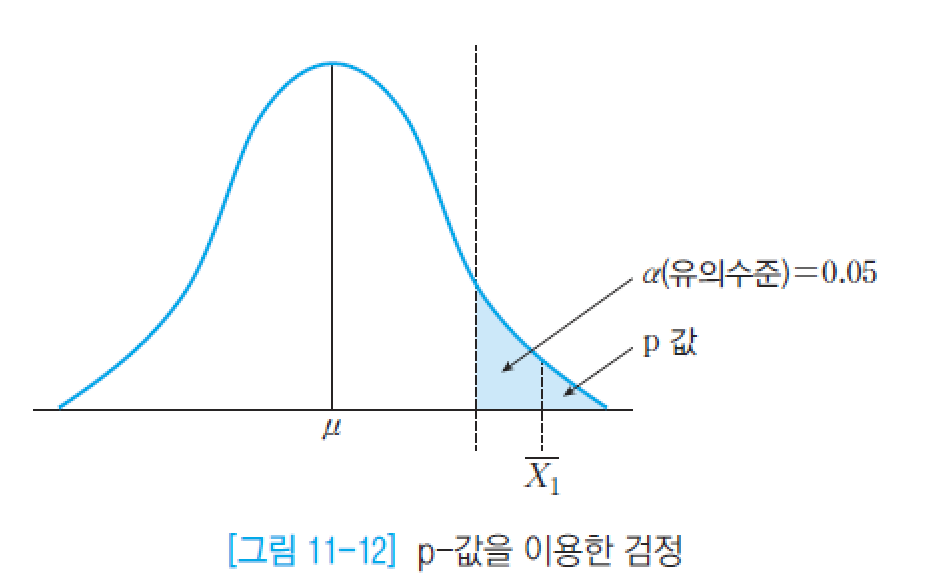 α(유의수준)=0.05
p 값
μ
X̅₁
[그림 11-12] p-값을 이용한 검정